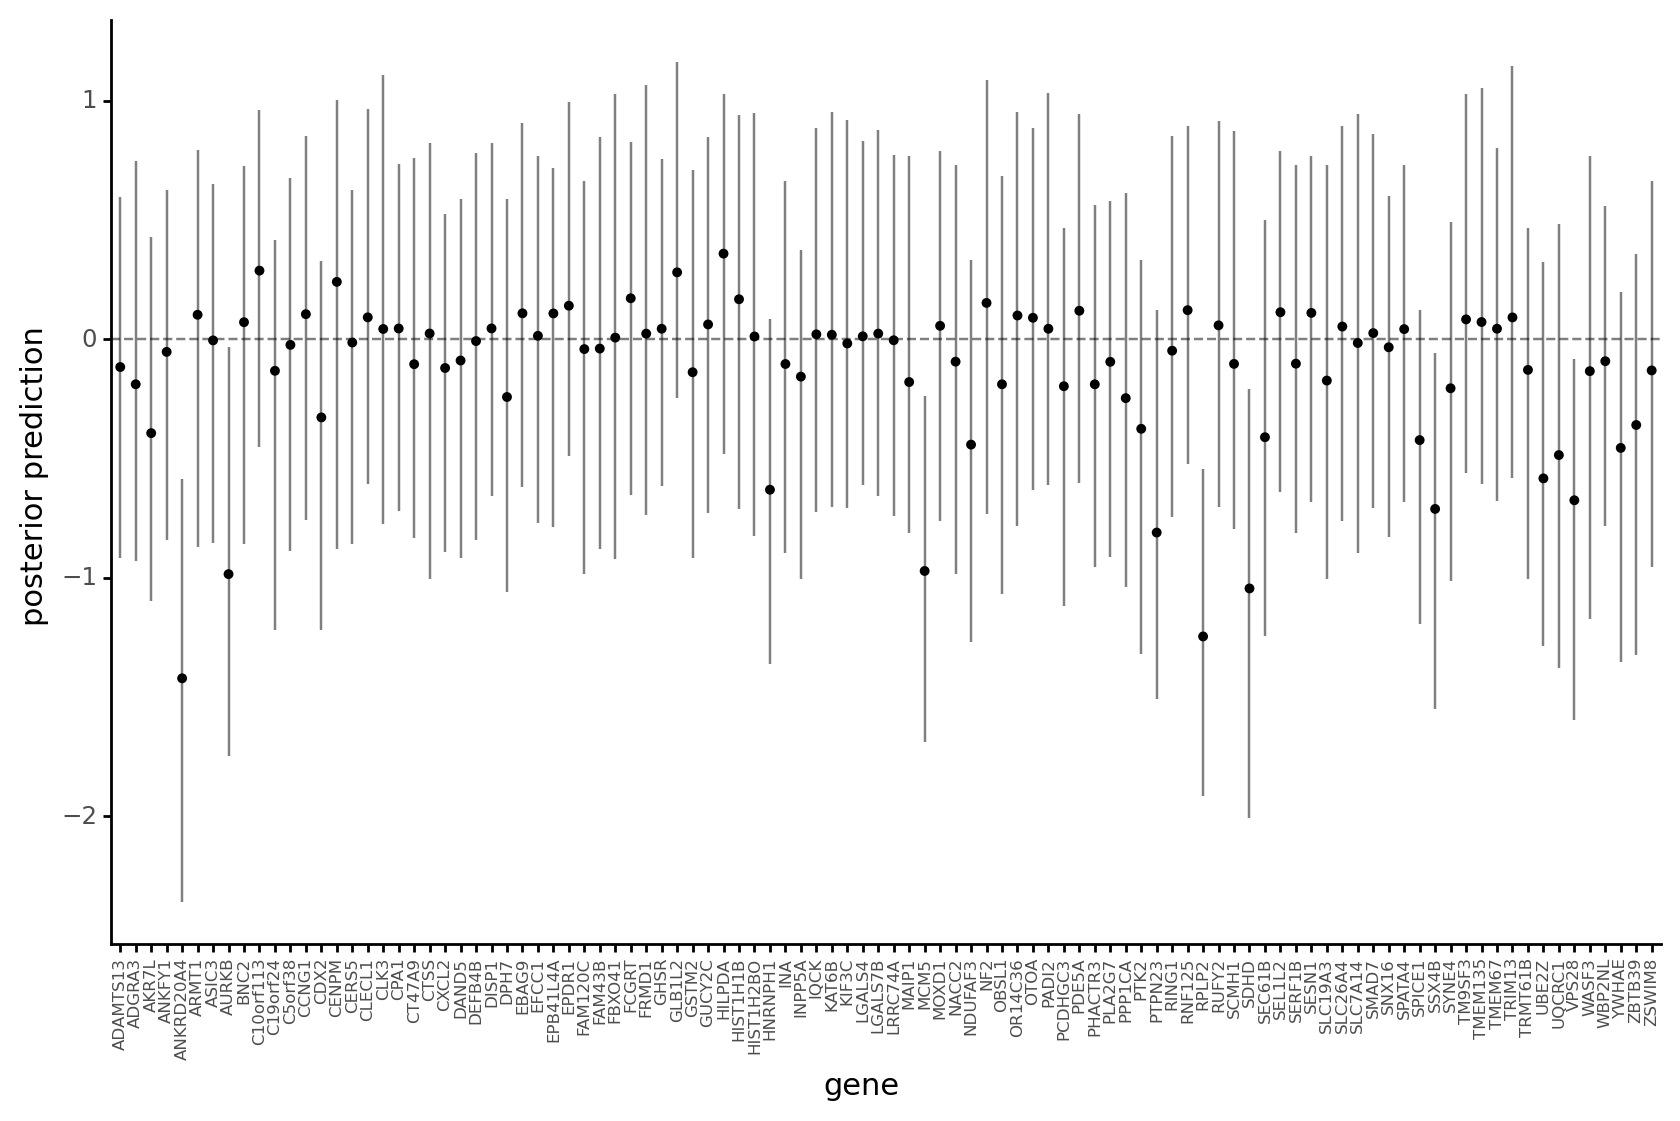 posterior prediction
1
0
−1
−2
ADAMTS13
ADGRA3
AKR7L
ANKFY1
ANKRD20A4
ARMT1
ASIC3
AURKB
BNC2
C10orf113
C19orf24
C5orf38
CCNG1
CDX2
CENPM
CERS5
CLECL1
CLK3
CPA1
CT47A9
CTSS
CXCL2
DAND5
DEFB4B
DISP1
DPH7
EBAG9
EFCC1
EPB41L4A
EPDR1
FAM120C
FAM43B
FBXO41
FCGRT
FRMD1
GHSR
GLB1L2
GSTM2
GUCY2C
HILPDA
HIST1H1B
HIST1H2BO
HNRNPH1
INA
INPP5A
IQCK
KAT6B
KIF3C
LGALS4
LGALS7B
LRRC74A
MAIP1
MCM5
MOXD1
NACC2
NDUFAF3
NF2
OBSL1
OR14C36
OTOA
PADI2
PCDHGC3
PDE5A
PHACTR3
PLA2G7
PPP1CA
PTK2
PTPN23
RING1
RNF125
RPLP2
RUFY2
SCMH1
SDHD
SEC61B
SEL1L2
SERF1B
SESN1
SLC19A3
SLC26A4
SLC7A14
SMAD7
SNX16
SPATA4
SPICE1
SSX4B
SYNE4
TM9SF3
TMEM135
TMEM67
TRIM13
TRMT61B
UBE2Z
UQCRC1
VPS28
WASF3
WBP2NL
YWHAE
ZBTB39
ZSWIM8
gene